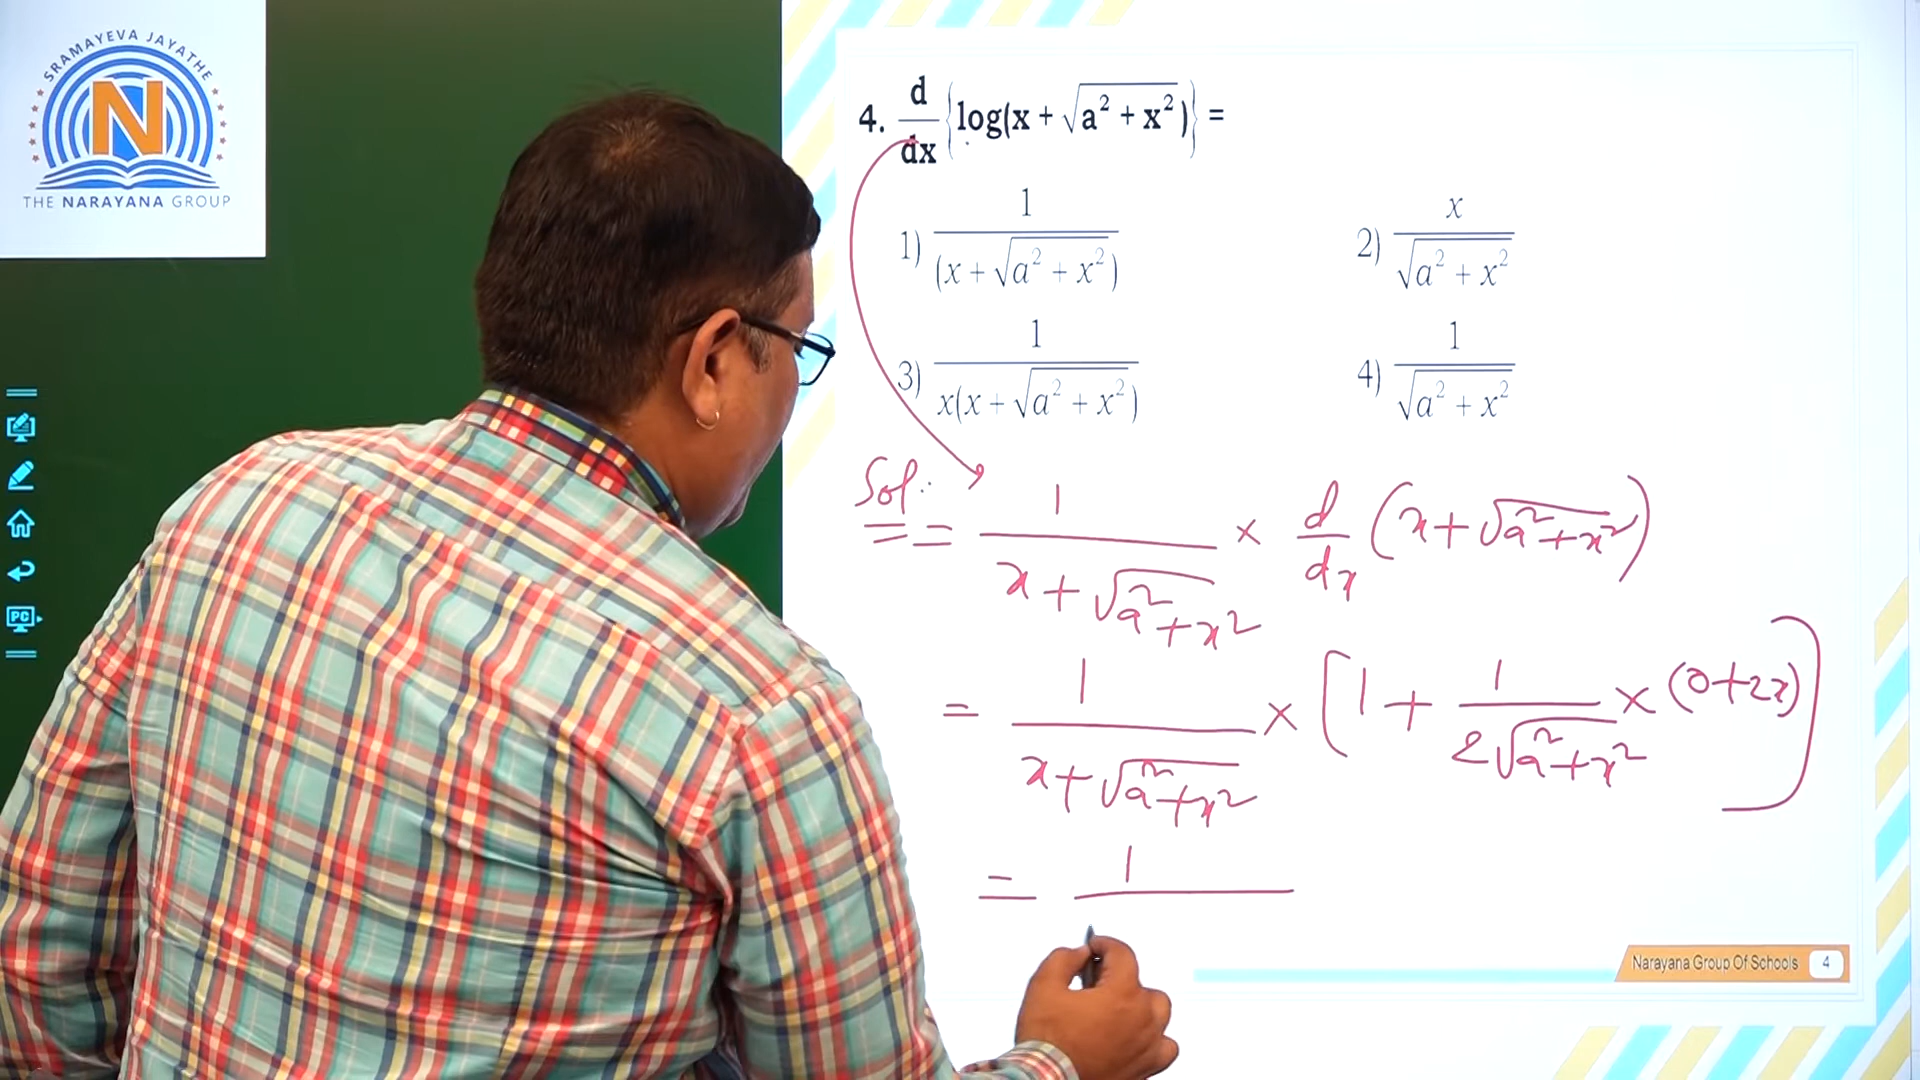 SRAMAYEVA JAYATHE
N
THE NARAYANA GROUP
PC
4. d/dx {log(x + √(a² + x²))} =
1) 1/(x + √(a² + x²))
2) x/√(a² + x²)
3) 1/(x(x + √(a² + x²)))
4) 1/√(a² + x²)
Sol:
= 1/(x + √(a² + x²)) × d/dx (x + √(a² + x²))
= 1/(x + √(a² + x²)) × [1 + 1/(2√(a² + x²)) × (0 + 2x)]
= 1/
Narayana Group Of Schools 4